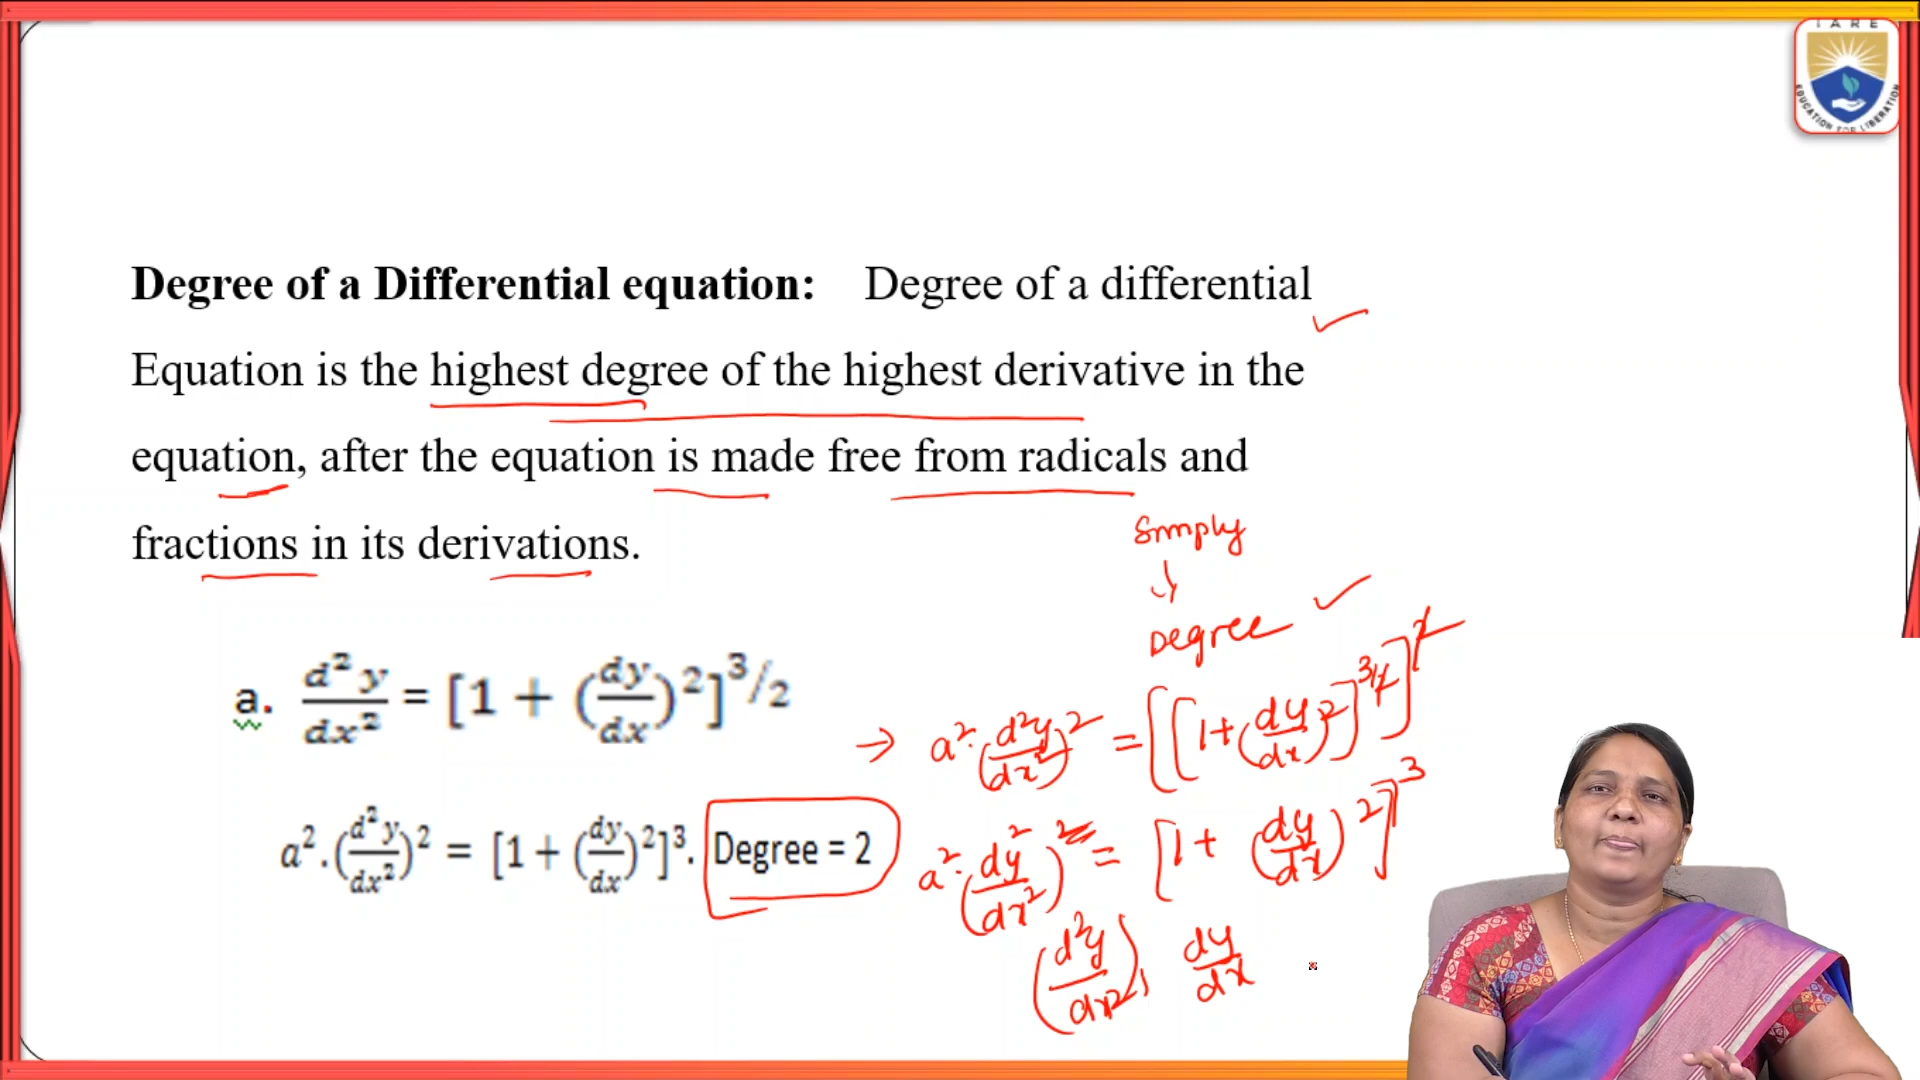 IARE
EDUCATION FOR LIBERATION
Degree of a Differential equation: Degree of a differential
Equation is the highest degree of the highest derivative in the
equation, after the equation is made free from radicals and
fractions in its derivations.
Simply
↓
Degree ✓
a. d²y/dx² = [1 + (dy/dx)²]^3/2
→ a².(d²y/dx²)² = [[1+(dy/dx)²]^3/2]^2
a².(d²y/dx²)² = [1+(dy/dx)²]³. Degree = 2
a².(d²y/dx²)² = [1+ (dy/dx)²]³
(d²y/dx²), dy/dx